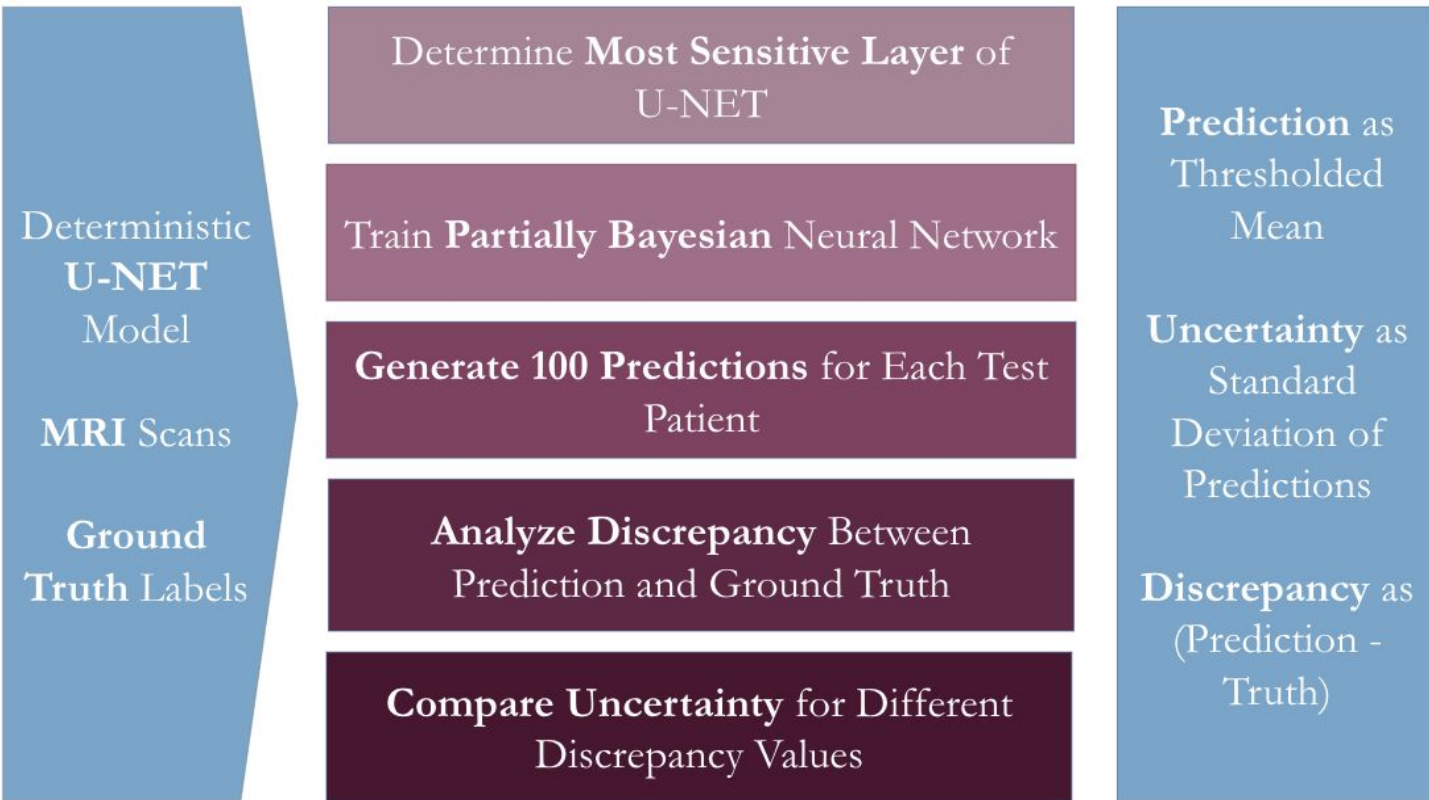 Deterministic
U-NET
Model
MRI Scans
Ground
Truth Labels
Determine Most Sensitive Layer of
U-NET
Train Partially Bayesian Neural Network
Generate 100 Predictions for Each Test
Patient
Analyze Discrepancy Between
Prediction and Ground Truth
Compare Uncertainty for Different
Discrepancy Values
Prediction as
Thresholded
Mean
Uncertainty as
Standard
Deviation of
Predictions
Discrepancy as
(Prediction -
Truth)